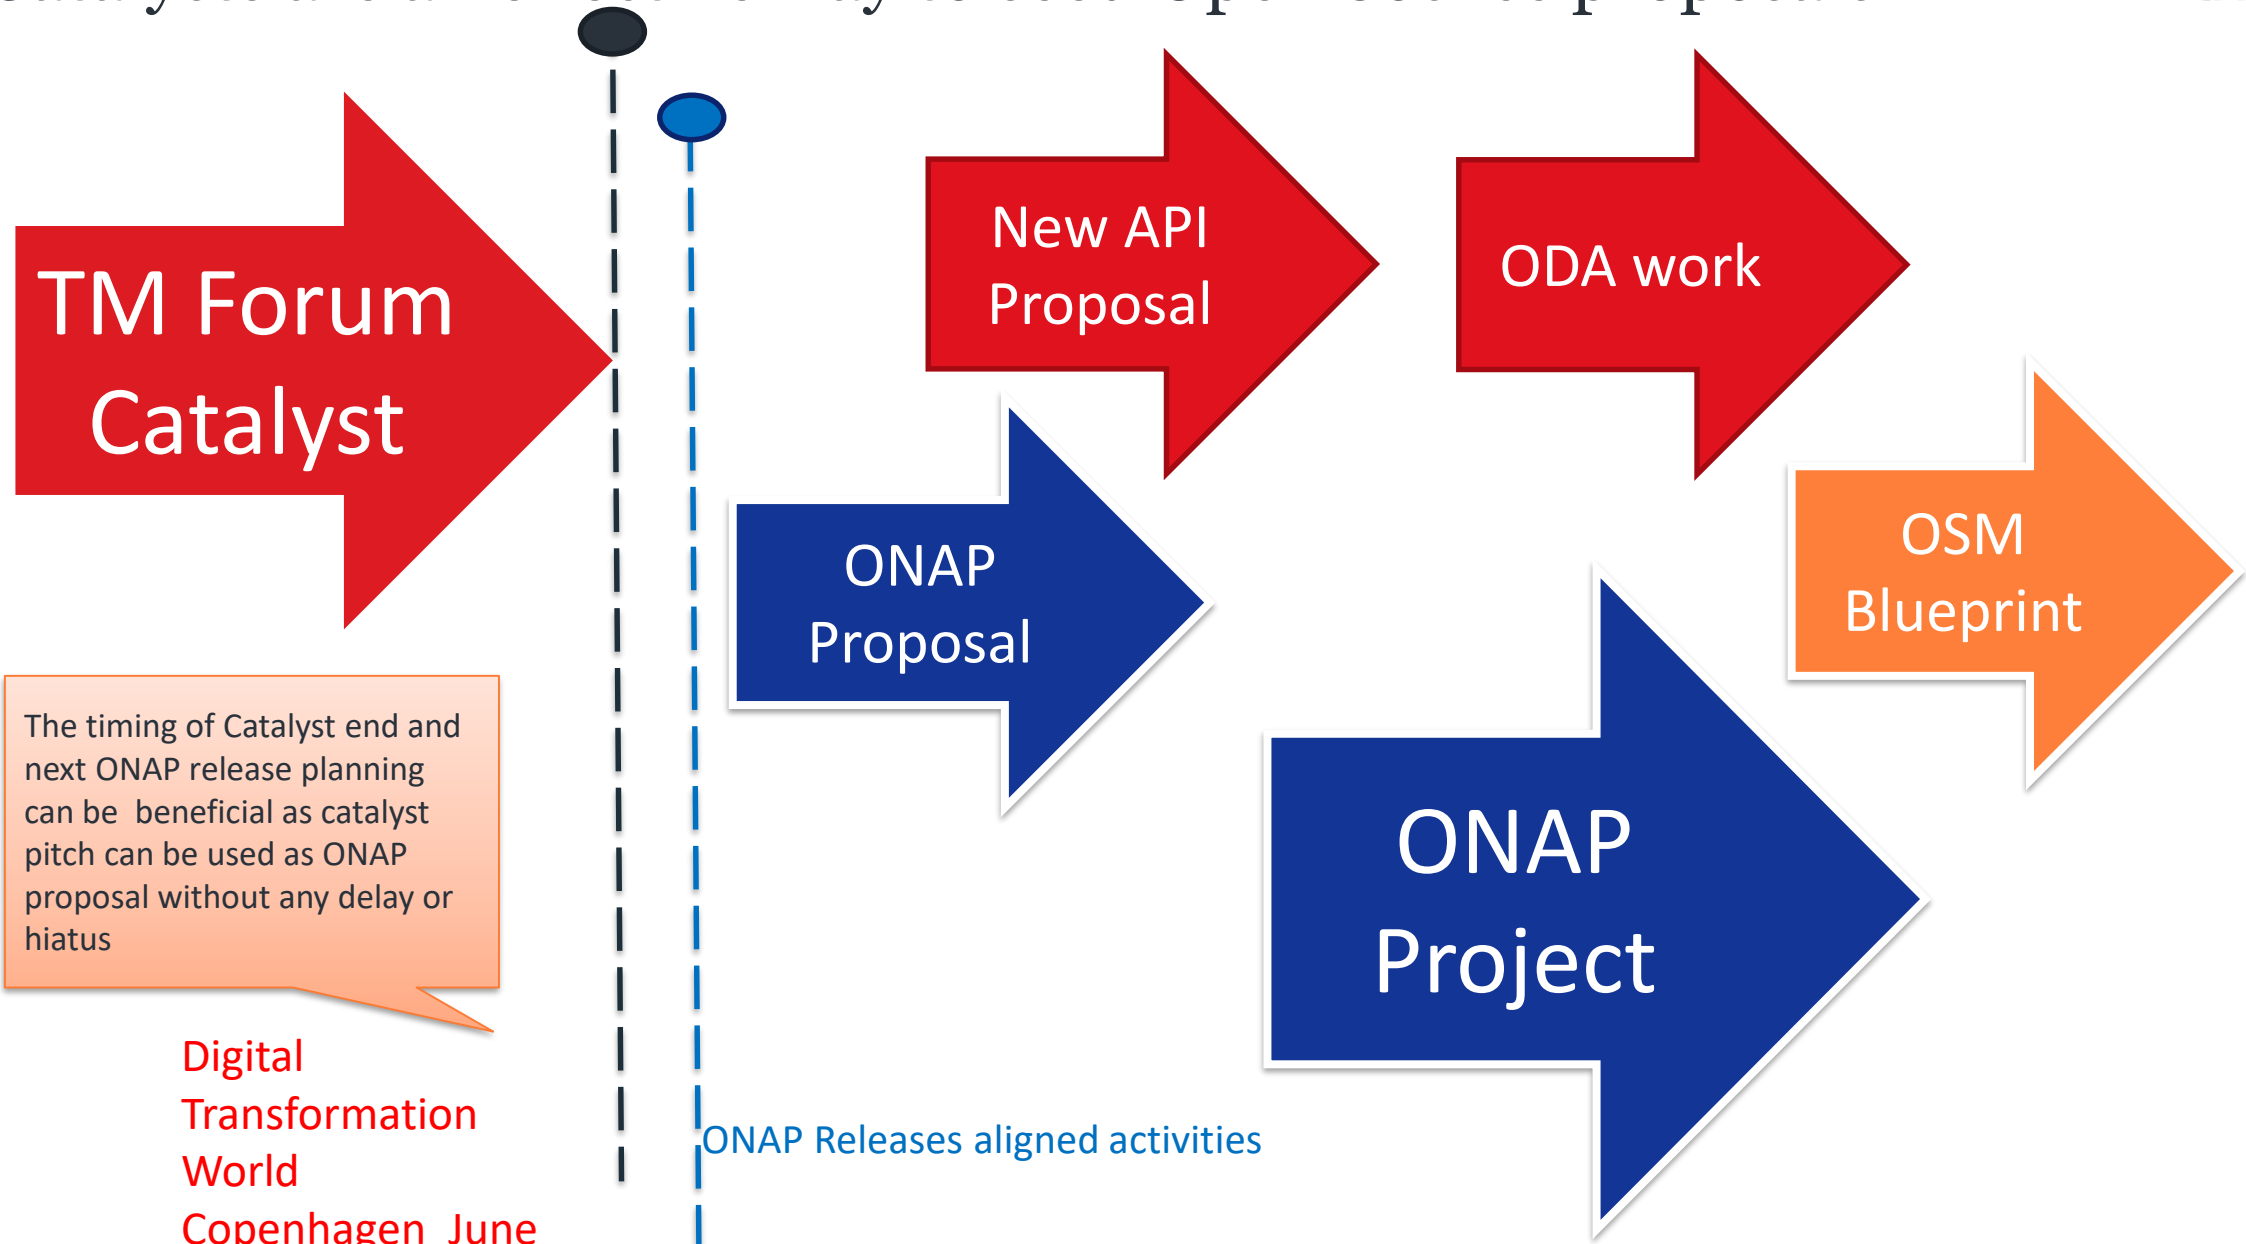 TM Forum
Catalyst
New API
Proposal
ODA work
ONAP
Proposal
OSM
Blueprint
ONAP
Project
The timing of Catalyst end and
next ONAP release planning
can be beneficial as catalyst
pitch can be used as ONAP
proposal without any delay or
hiatus
Digital
Transformation
World
Copenhagen June
ONAP Releases aligned activities